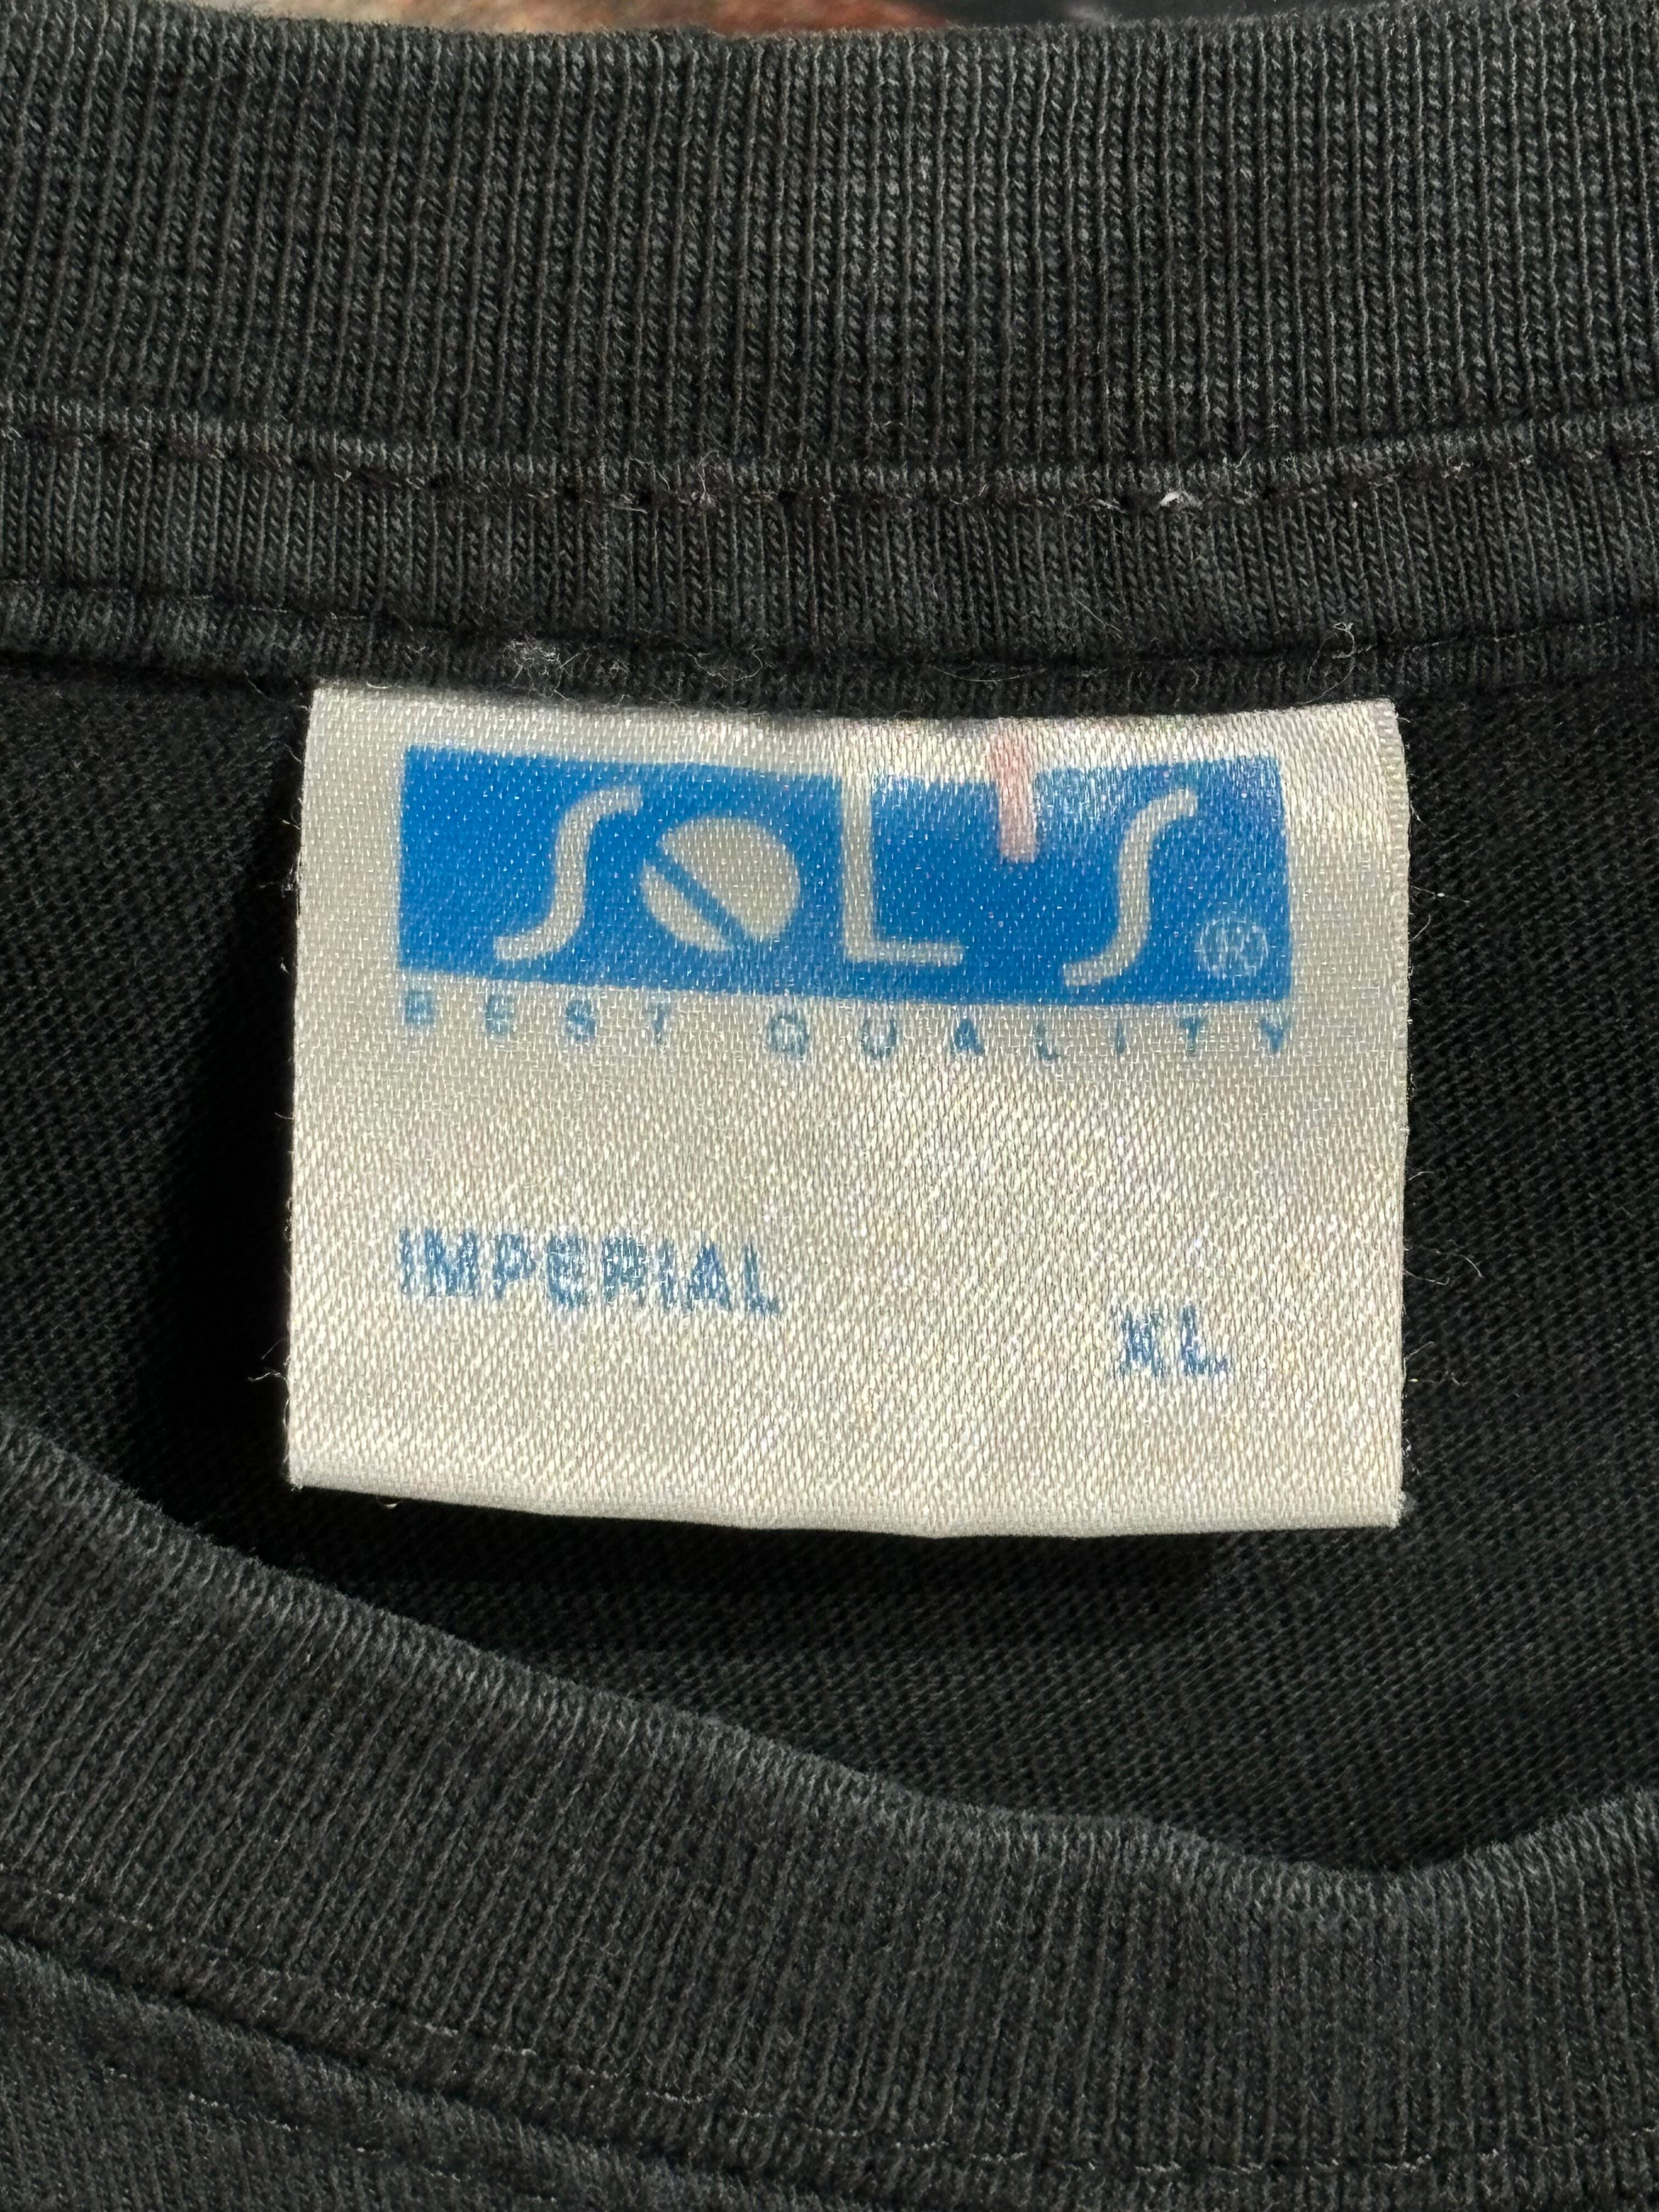 SOL'S ®
BEST QUALITY
IMPERIAL
XL